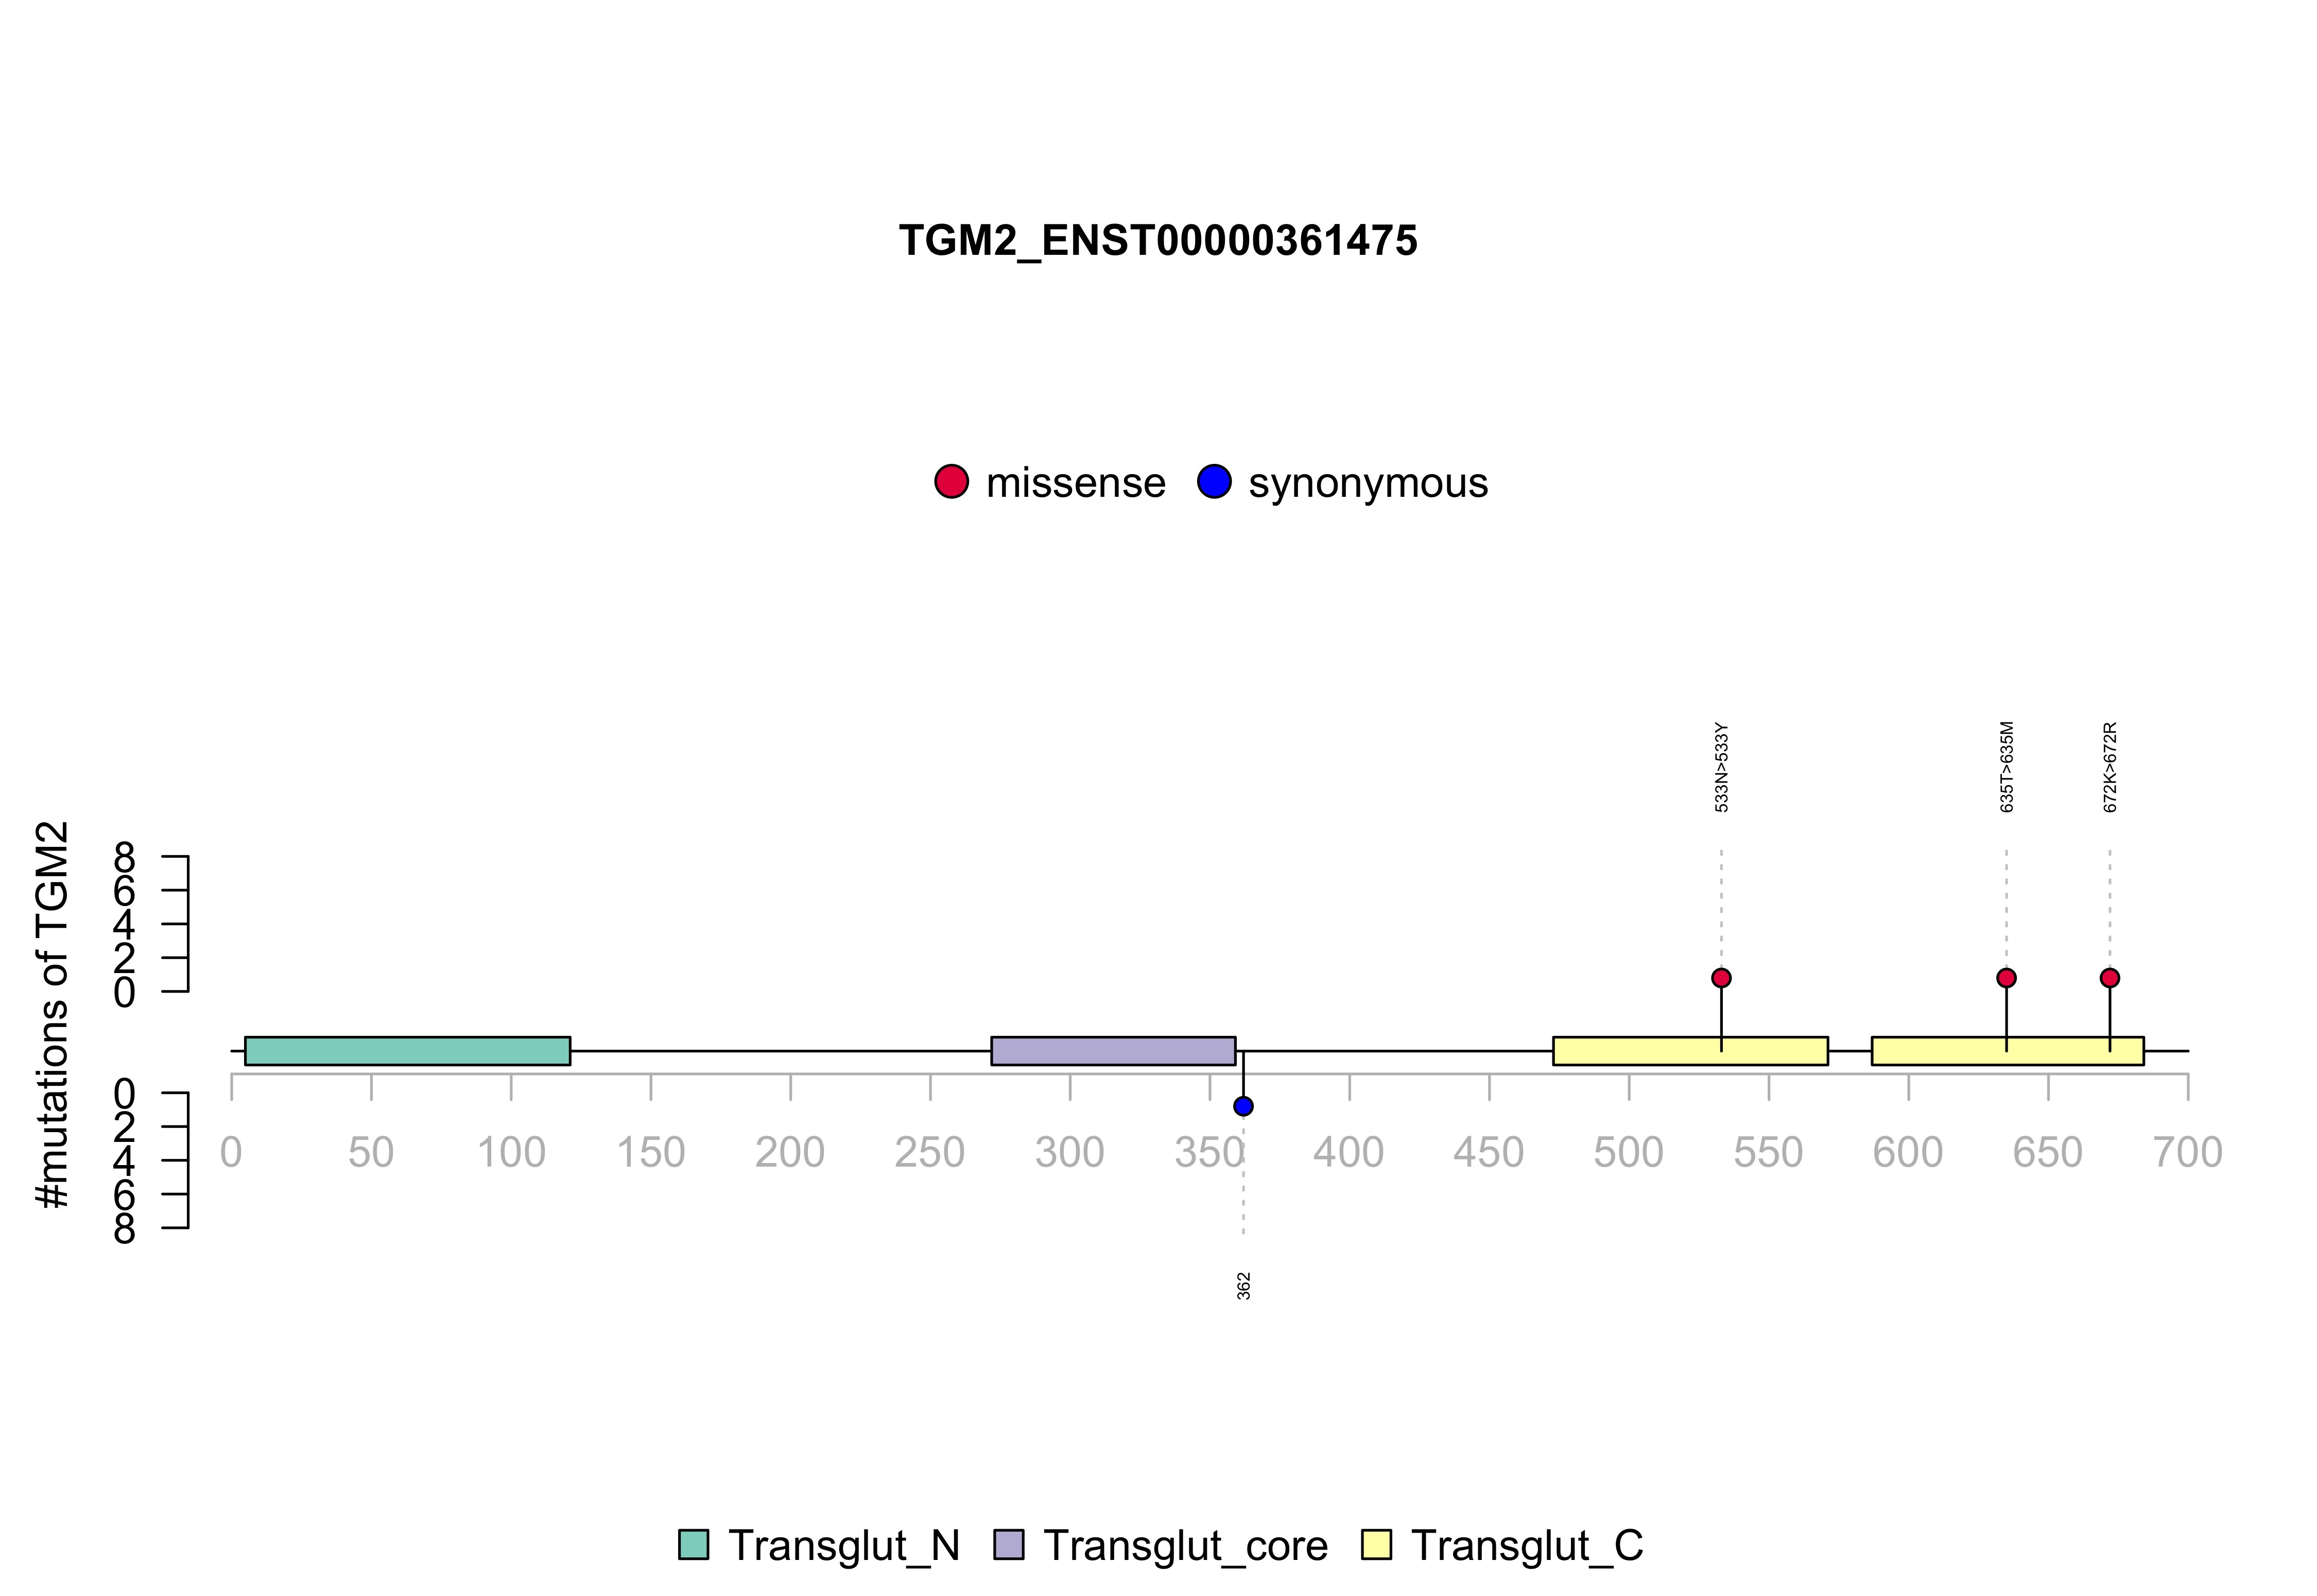 TGM2_ENST00000361475
missense synonymous
533N>533Y 635T>635M 672K>672R
#mutations of TGM2
8
6
4
2
0
0
2
4
6
8
0 50 100 150 200 250 300 350 400 450 500 550 600 650 700
362
Transglut_N Transglut_core Transglut_C